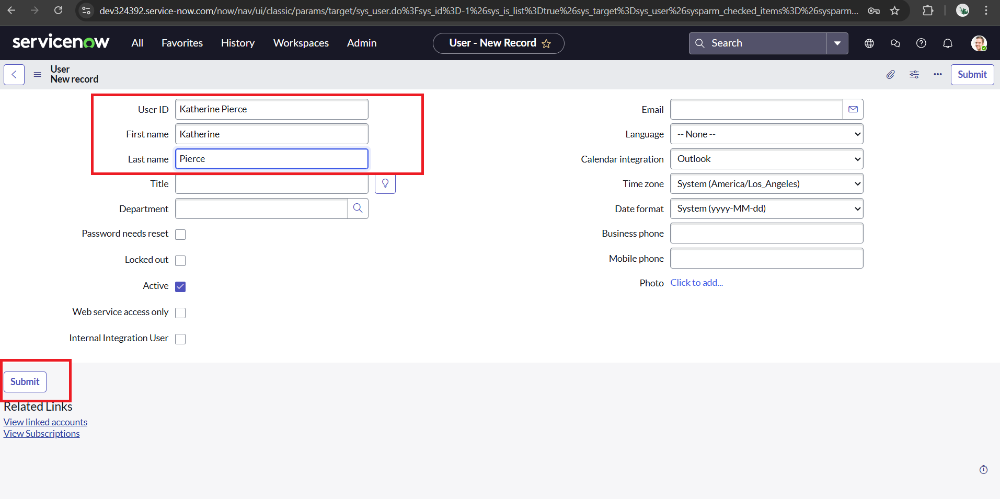 dev324392.service-now.com/now/nav/ui/classic/params/target/sys_user.do%3Fsys_id%3D-1%26sys_is_list%3Dtrue%26sys_target%3Dsys_user%26sysparm_checked_items%3D%26sysparm...
servicenow All Favorites History Workspaces Admin User - New Record Search
User
New record
Submit
User ID Katherine Pierce
First name Katherine
Last name Pierce
Title
Department
Password needs reset
Locked out
Active
Web service access only
Internal Integration User
Email
Language -- None --
Calendar integration Outlook
Time zone System (America/Los_Angeles)
Date format System (yyyy-MM-dd)
Business phone
Mobile phone
Photo Click to add...
Submit
Related Links
View linked accounts
View Subscriptions